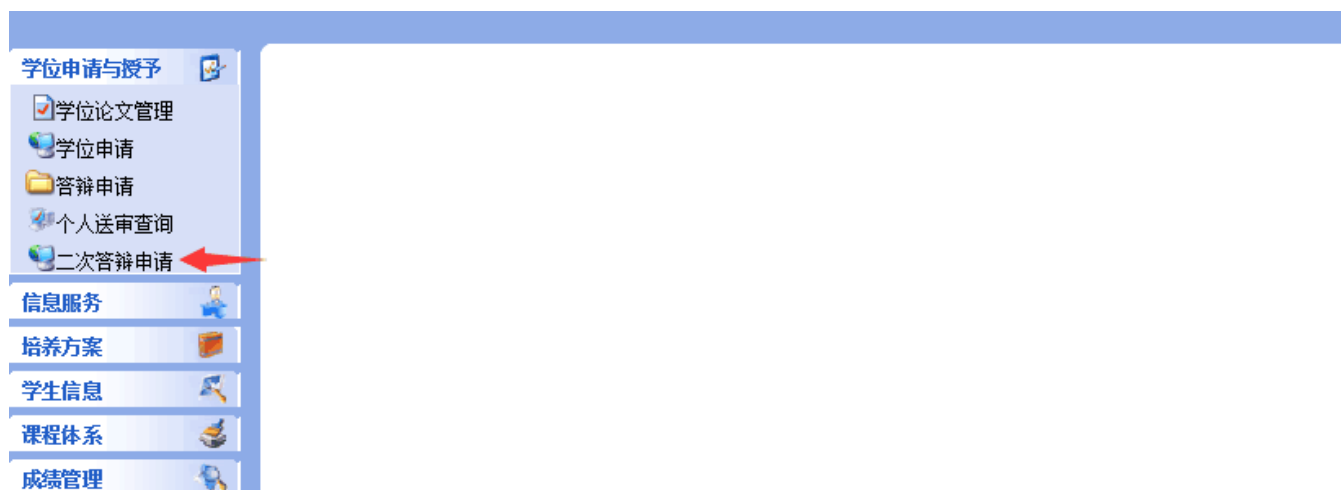 学位申请与授予
学位论文管理
学位申请
答辩申请
个人送审查询
二次答辩申请
信息服务
培养方案
学生信息
课程体系
成绩管理